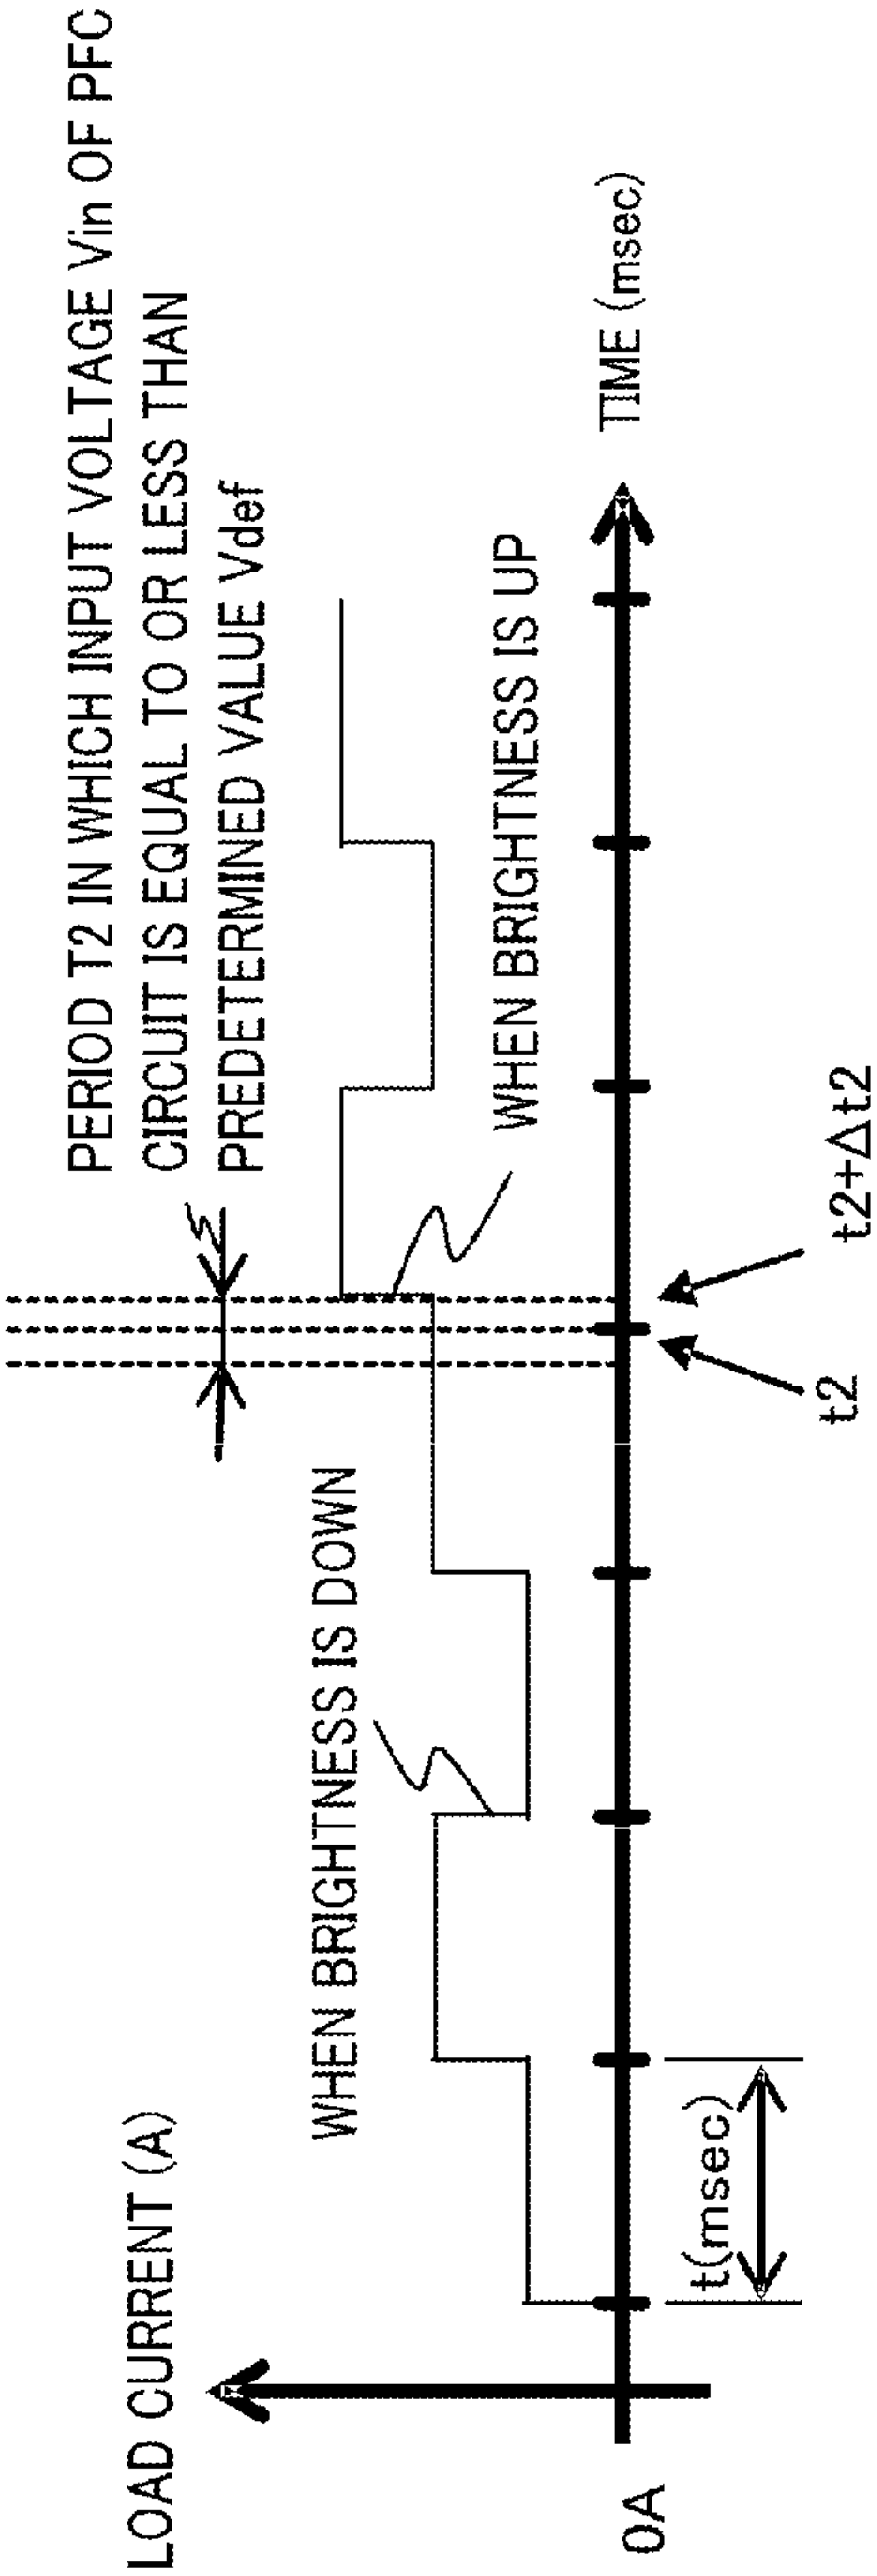 LOAD CURRENT (A)
PERIOD T2 IN WHICH INPUT VOLTAGE Vin OF PFC
CIRCUIT IS EQUAL TO OR LESS THAN
PREDETERMINED VALUE Vdef
WHEN BRIGHTNESS IS DOWN
WHEN BRIGHTNESS IS UP
0A
TIME (msec)
t(msec)
t2
t2+Δt2